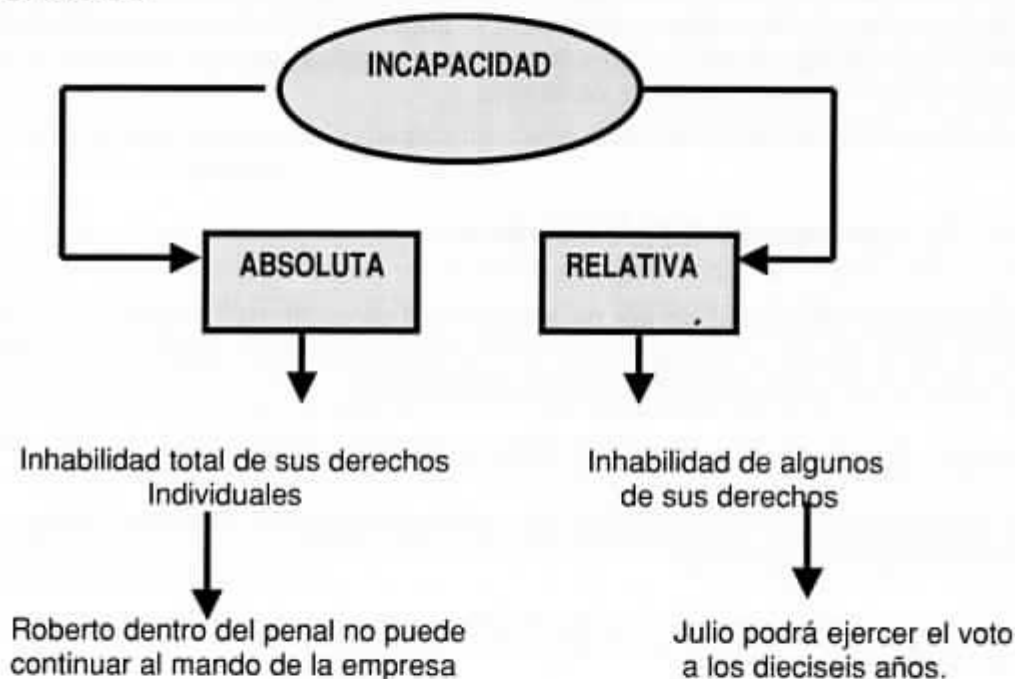 INCAPACIDAD
ABSOLUTA
RELATIVA
Inhabilidad total de sus derechos
Individuales
Inhabilidad de algunos
de sus derechos
Roberto dentro del penal no puede
continuar al mando de la empresa
Julio podrá ejercer el voto
a los dieciseis años.